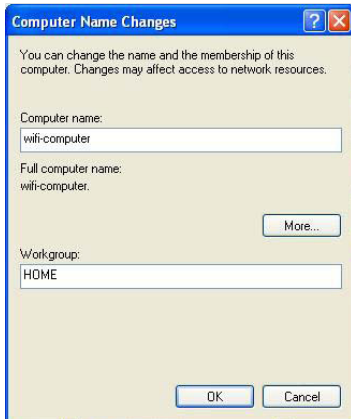 Computer Name Changes
You can change the name and the membership of this
computer. Changes may affect access to network resources.
Computer name:
wifi-computer
Full computer name:
wifi-computer.
More...
Workgroup:
HOME
OK
Cancel